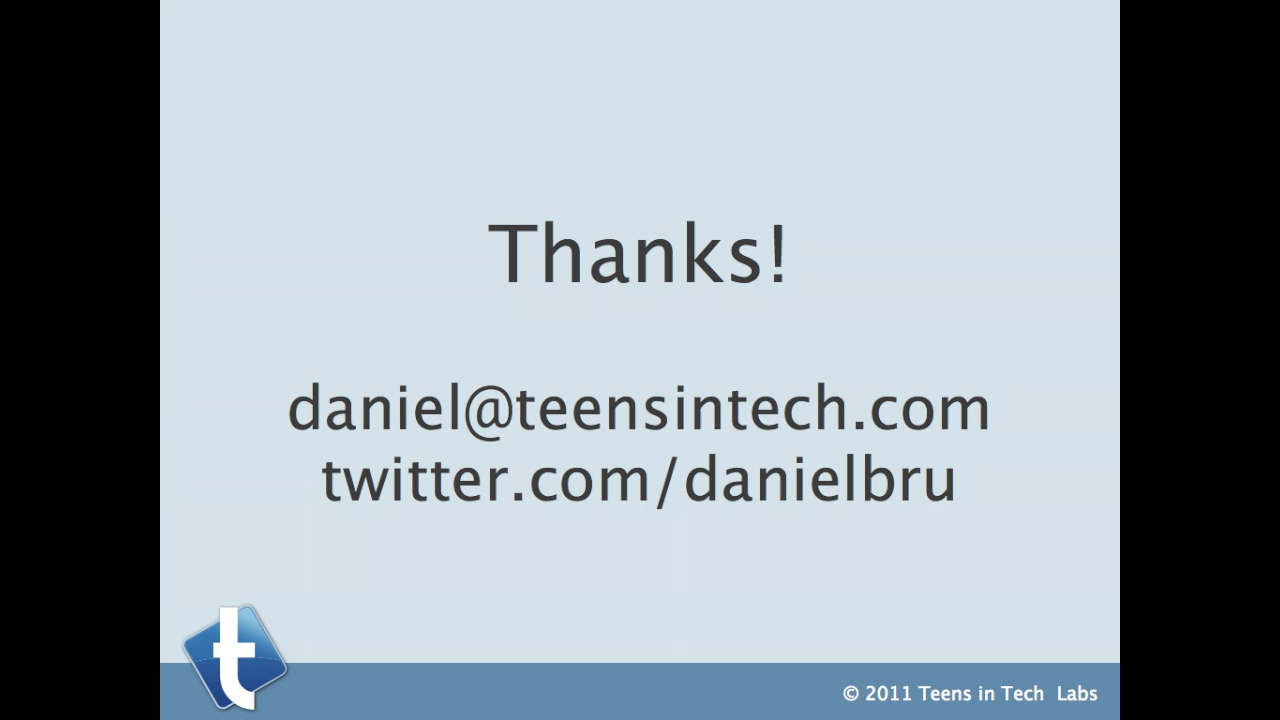 Thanks!
daniel@teensintech.com
twitter.com/danielbru
t
© 2011 Teens in Tech Labs